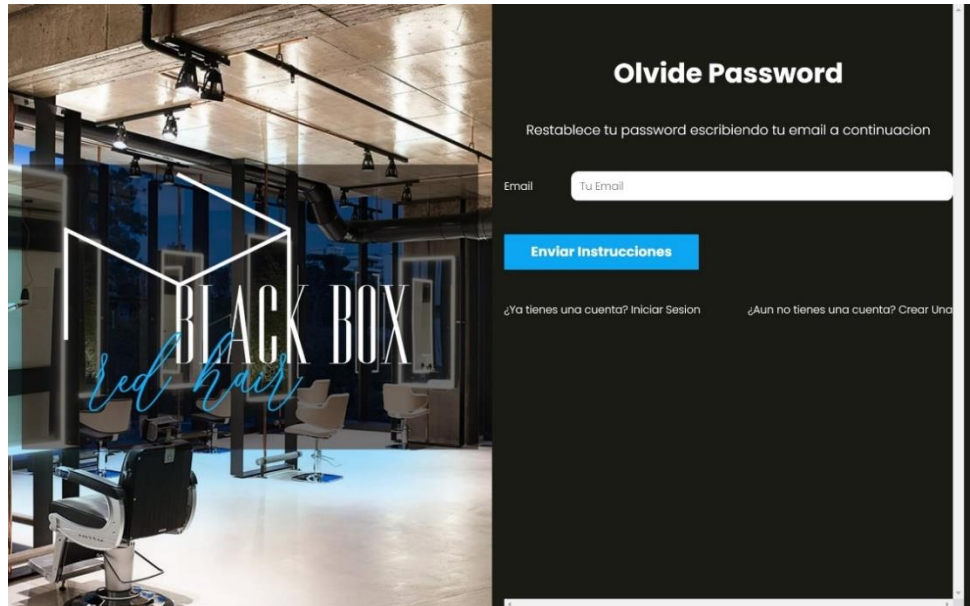 BLACK BOX
red hair
Olvide Password
Restablece tu password escribiendo tu email a continuacion
Email
Tu Email
Enviar Instrucciones
¿Ya tienes una cuenta? Iniciar Sesion
¿Aun no tienes una cuenta? Crear Una